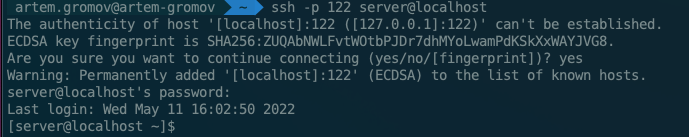 artem.gromov@artem-gromov ~ ssh -p 122 server@localhost
The authenticity of host '[localhost]:122 ([127.0.0.1]:122)' can't be established.
ECDSA key fingerprint is SHA256:ZUQAbNWLFvtWOtbPJDr7dhMYoLwamPdKSkXxWAYJVG8.
Are you sure you want to continue connecting (yes/no/[fingerprint])? yes
Warning: Permanently added '[localhost]:122' (ECDSA) to the list of known hosts.
server@localhost's password:
Last login: Wed May 11 16:02:50 2022
[server@localhost ~]$